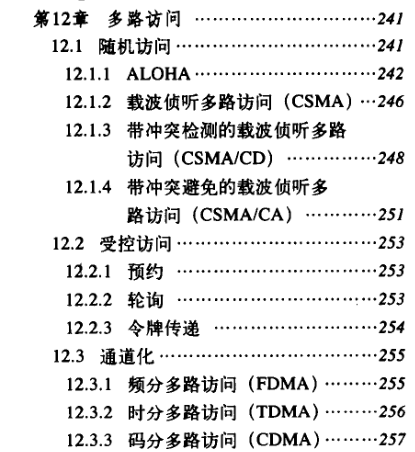 第12章 多路访问 ……………………………241
12.1 随机访问……………………………241
12.1.1 ALOHA…………………………242
12.1.2 载波侦听多路访问（CSMA）…246
12.1.3 带冲突检测的载波侦听多路
访问（CSMA/CD） ……………248
12.1.4 带冲突避免的载波侦听多
路访问（CSMA/CA） …………251
12.2 受控访问……………………………253
12.2.1 预约 ……………………………253
12.2.2 轮询 ……………………………253
12.2.3 令牌传递 ………………………254
12.3 通道化………………………………255
12.3.1 频分多路访问（FDMA）………255
12.3.2 时分多路访问（TDMA）………256
12.3.3 码分多路访问（CDMA）………257